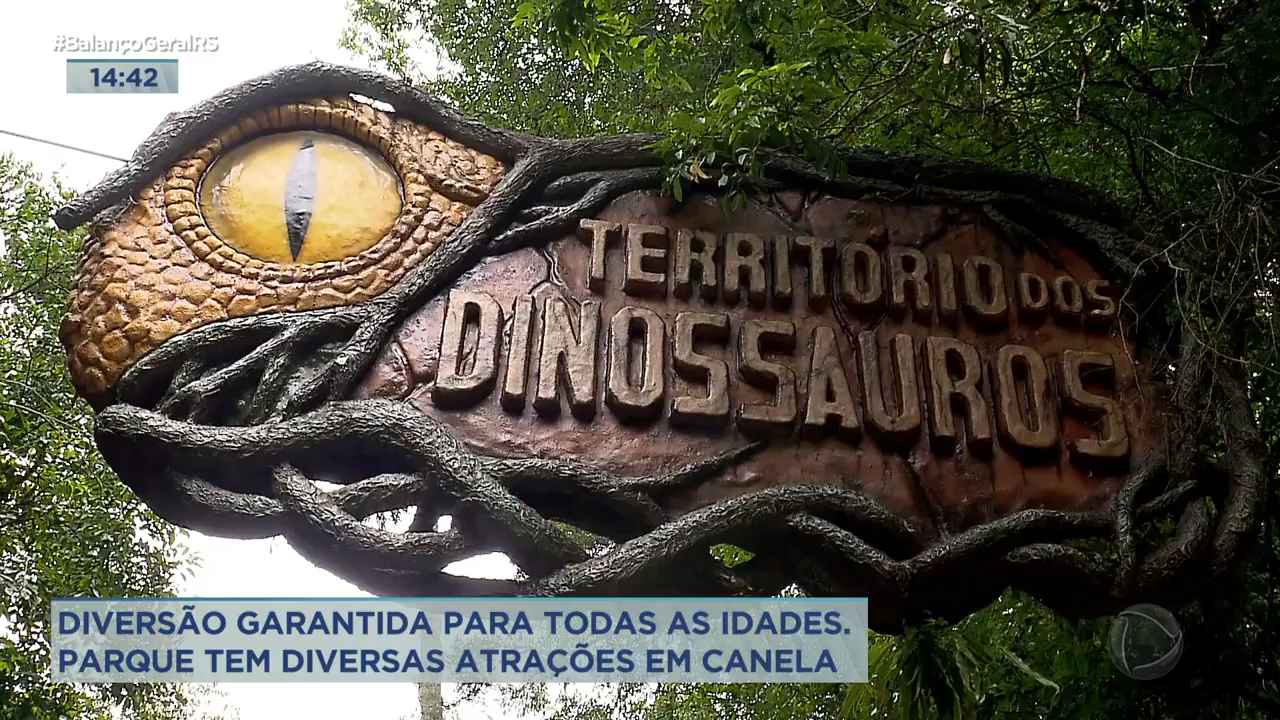 #BalançoGeralRS
14:42
TERRITORIO DOS
DINOSSAUROS
DIVERSÃO GARANTIDA PARA TODAS AS IDADES.
PARQUE TEM DIVERSAS ATRAÇÕES EM CANELA